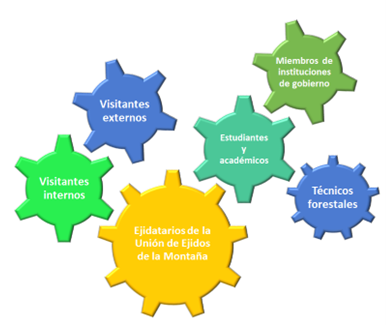 Miembros de
instituciones
de gobierno
Visitantes
externos
Estudiantes
y
académicos
Visitantes
internos
Técnicos
forestales
Ejidatarios de la
Unión de Ejidos
de la Montaña